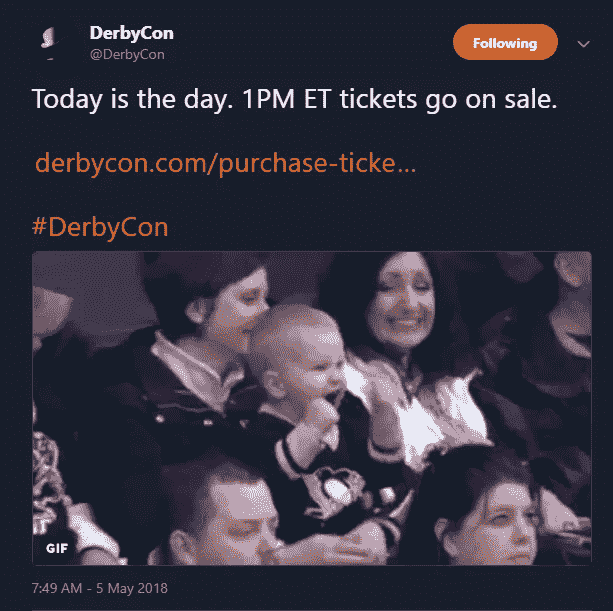 DerbyCon
@DerbyCon
Following
Today is the day. 1PM ET tickets go on sale.
derbycon.com/purchase-ticke...
#DerbyCon
GIF
7:49 AM - 5 May 2018